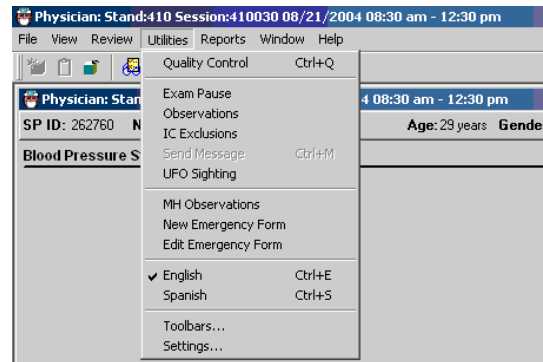 Physician: Stand:410 Session:410030 08/21/2004 08:30 am - 12:30 pm
File View Review Utilities Reports Window Help
Quality Control Ctrl+Q
Physician: Stan 4 08:30 am - 12:30 pm
Exam Pause
SP ID: 262760 N Age: 29 years Gende
Observations
IC Exclusions
Blood Pressure S
Send Message Ctrl+M
UFO Sighting
MH Observations
New Emergency Form
Edit Emergency Form
✓ English Ctrl+E
Spanish Ctrl+S
Toolbars...
Settings...